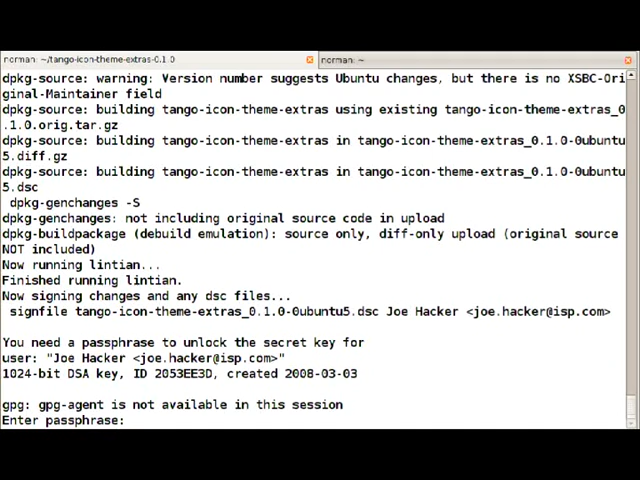 norman: ~/tango-icon-theme-extras-0.1.0 norman: ~
dpkg-source: warning: Version number suggests Ubuntu changes, but there is no XSBC-Ori
ginal-Maintainer field
dpkg-source: building tango-icon-theme-extras using existing tango-icon-theme-extras_0
.1.0.orig.tar.gz
dpkg-source: building tango-icon-theme-extras in tango-icon-theme-extras_0.1.0-0ubuntu
5.diff.gz
dpkg-source: building tango-icon-theme-extras in tango-icon-theme-extras_0.1.0-0ubuntu
5.dsc
dpkg-genchanges -S
dpkg-genchanges: not including original source code in upload
dpkg-buildpackage (debuild emulation): source only, diff-only upload (original source
NOT included)
Now running lintian...
Finished running lintian.
Now signing changes and any dsc files...
signfile tango-icon-theme-extras_0.1.0-0ubuntu5.dsc Joe Hacker <joe.hacker@isp.com>
You need a passphrase to unlock the secret key for
user: "Joe Hacker <joe.hacker@isp.com>"
1024-bit DSA key, ID 2053EE3D, created 2008-03-03
gpg: gpg-agent is not available in this session
Enter passphrase: